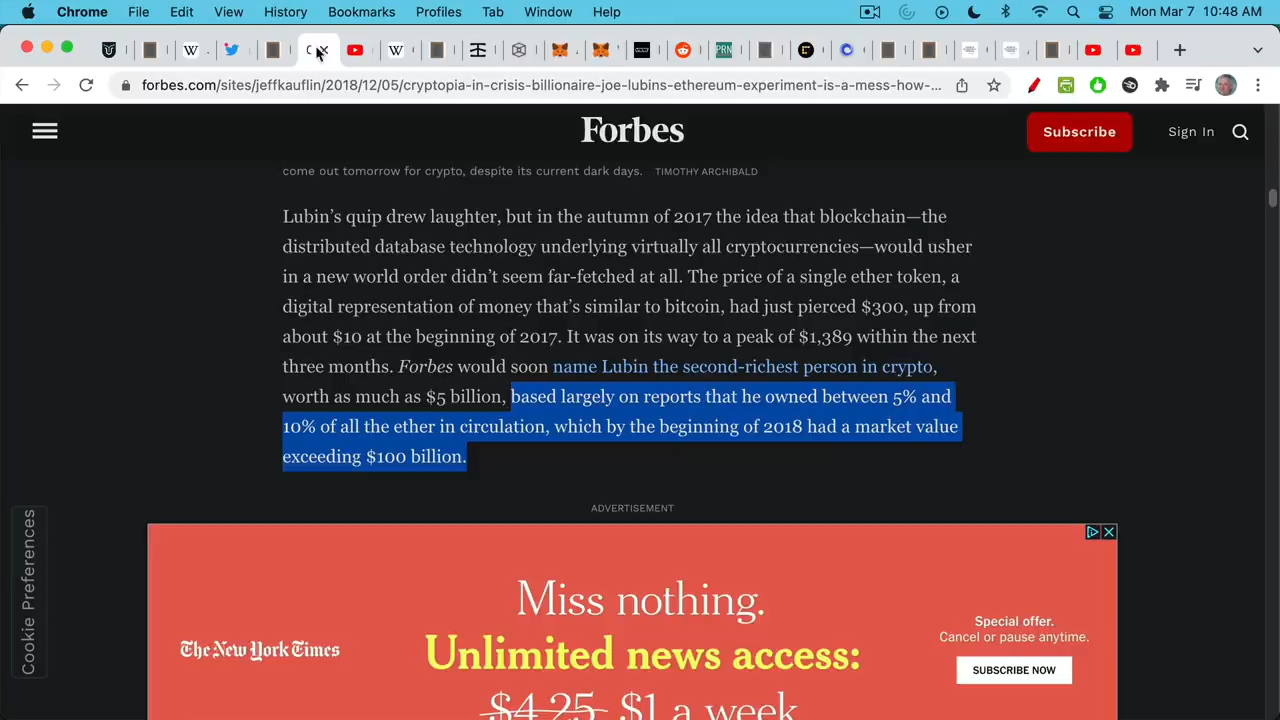 Chrome File Edit View History Bookmarks Profiles Tab Window Help Mon Mar 7 10:48 AM
forbes.com/sites/jeffkauflin/2018/12/05/cryptopia-in-crisis-billionaire-joe-lubins-ethereum-experiment-is-a-mess-how-...
Forbes
Subscribe
Sign In
come out tomorrow for crypto, despite its current dark days. TIMOTHY ARCHIBALD
Lubin's quip drew laughter, but in the autumn of 2017 the idea that blockchain—the
distributed database technology underlying virtually all cryptocurrencies—would usher
in a new world order didn't seem far-fetched at all. The price of a single ether token, a
digital representation of money that's similar to bitcoin, had just pierced $300, up from
about $10 at the beginning of 2017. It was on its way to a peak of $1,389 within the next
three months. Forbes would soon name Lubin the second-richest person in crypto,
worth as much as $5 billion, based largely on reports that he owned between 5% and
10% of all the ether in circulation, which by the beginning of 2018 had a market value
exceeding $100 billion.
ADVERTISEMENT
Cookie Preferences
The New York Times
Miss nothing.
Unlimited news access:
$4.25 $1 a week
Special offer.
Cancel or pause anytime.
SUBSCRIBE NOW